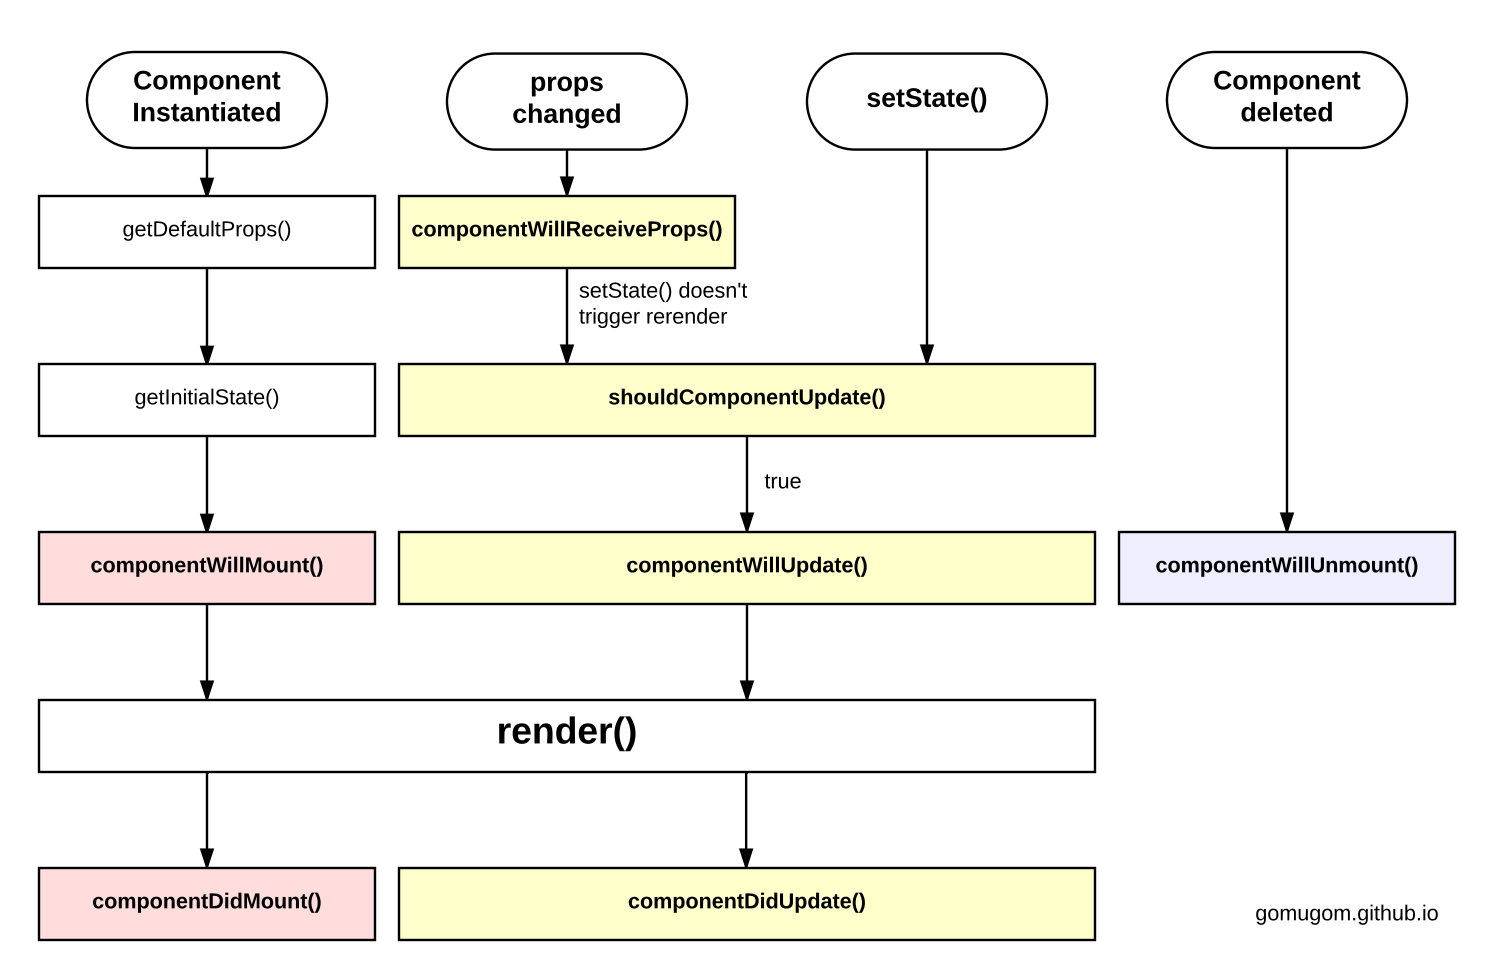 Component
Instantiated
props
changed
setState()
Component
deleted
getDefaultProps()
componentWillReceiveProps()
setState() doesn't
trigger rerender
getInitialState()
shouldComponentUpdate()
true
componentWillMount()
componentWillUpdate()
componentWillUnmount()
render()
componentDidMount()
componentDidUpdate()
gomugom.github.io